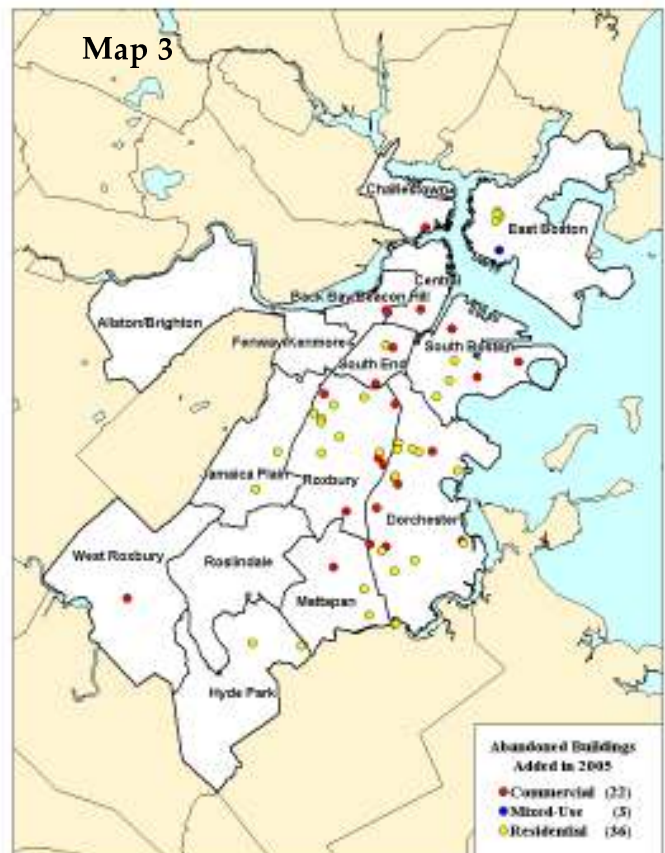 Map 3
Charlestown
East Boston
Central
Back Bay/Beacon Hill
Allston/Brighton
Fenway/Kenmore
South Boston
South End
Jamaica Plain
Roxbury
Dorchester
West Roxbury
Roslindale
Mattapan
Hyde Park
Abandoned Buildings
Added in 2005
Commercial (22)
Mixed-Use (3)
Residential (36)